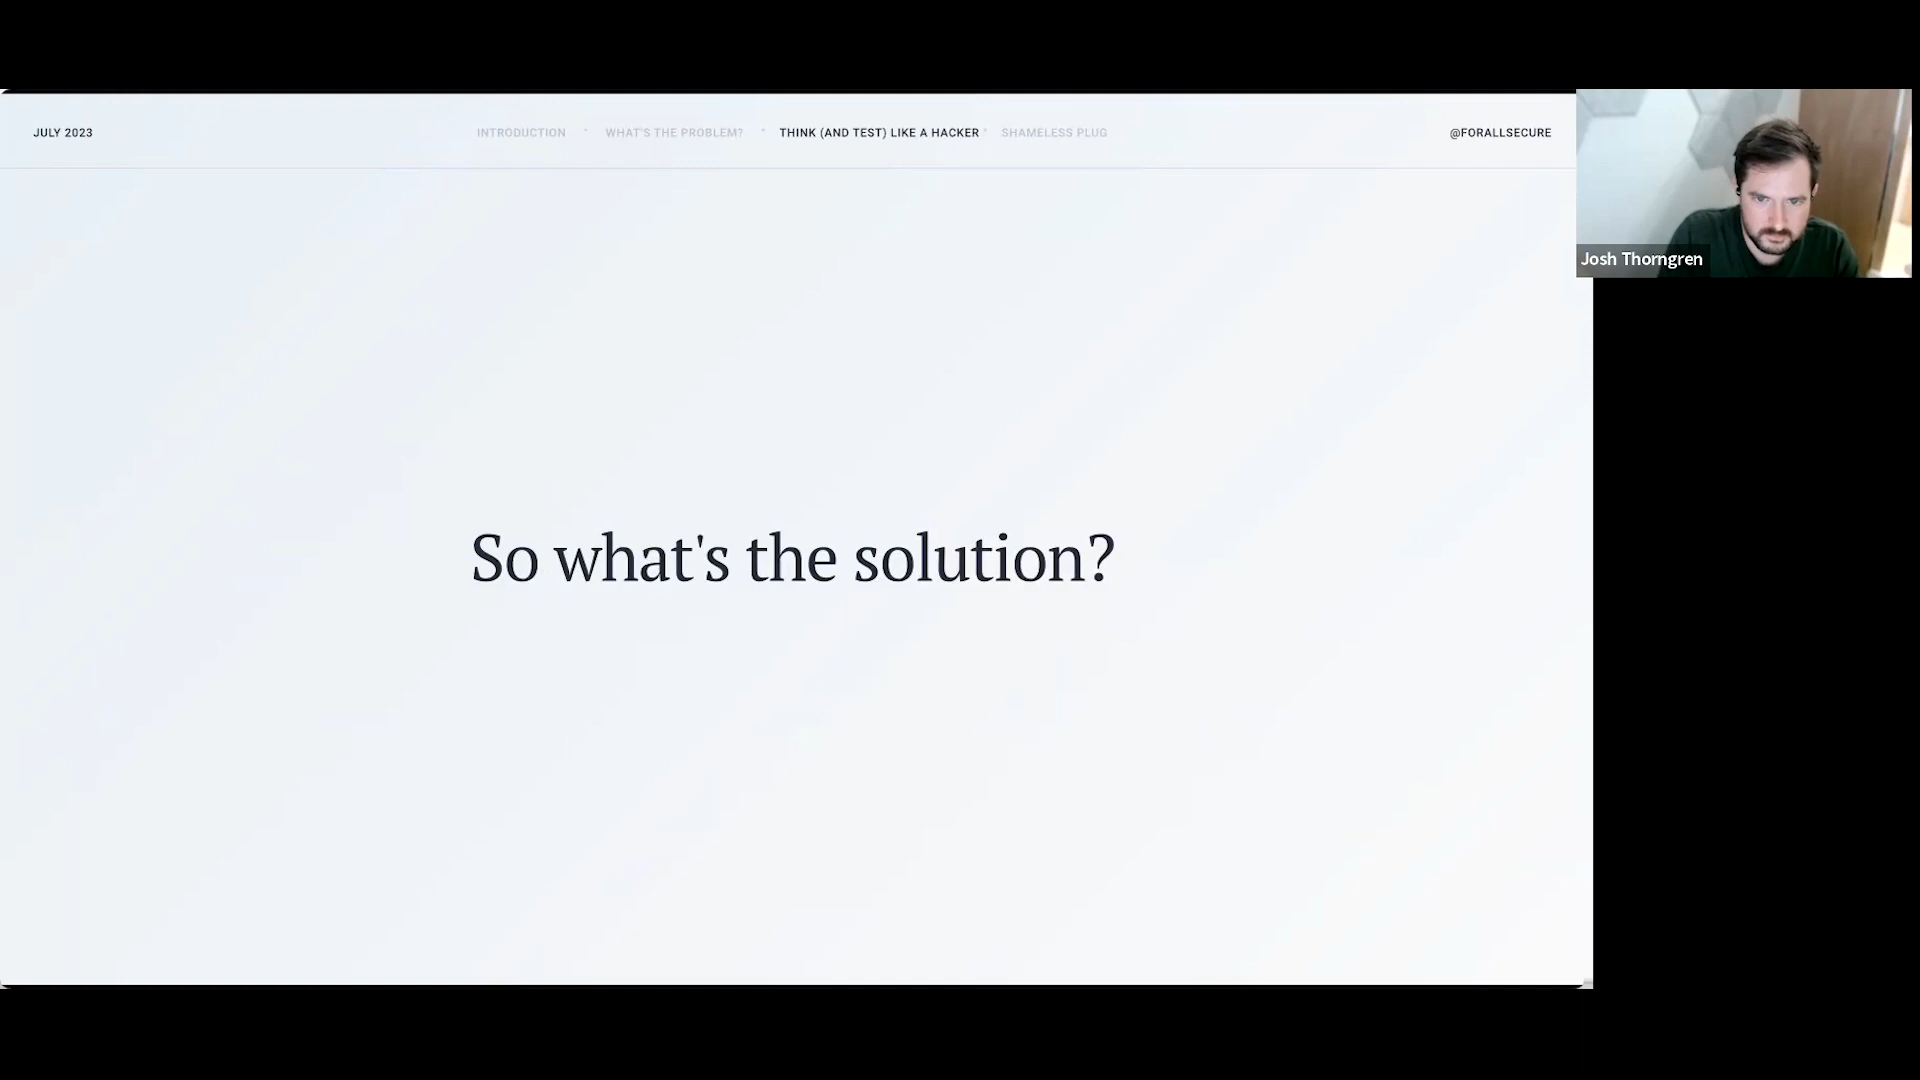 JULY 2023
INTRODUCTION • WHAT'S THE PROBLEM? • THINK (AND TEST) LIKE A HACKER • SHAMELESS PLUG
@FORALLSECURE
Josh Thorngren
So what's the solution?